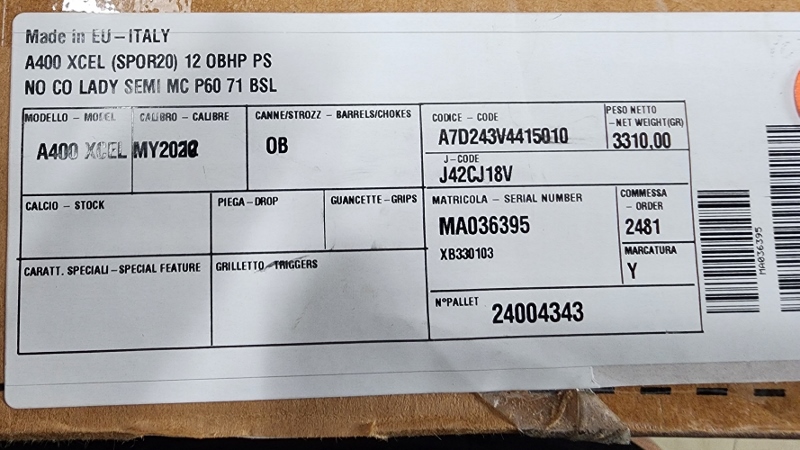 Made in EU-ITALY
A400 XCEL (SPOR20) 12 OBHP PS
NO CO LADY SEMI MC P60 71 BSL
MODELLO - MODEL
CALIBRO - CALIBRE
CANNE/STROZZ - BARRELS/CHOKES
CODICE - CODE
PESO NETTO
-NET WEIGHT(GR)
A400 XCEL
OB
A7D243V4415010
3310,00
J-CODE
J42CJ18V
CALCIO - STOCK
PIEGA-DROP
GUANCETTE-GRIPS
MATRICOLA - SERIAL NUMBER
COMMESSA
- ORDER
MA036395
2481
XB330103
MARCATURA
Y
CARATT. SPECIALI-SPECIAL FEATURE
GRILLETTO-TRIGGERS
N°PALLET
24004343
MA036395